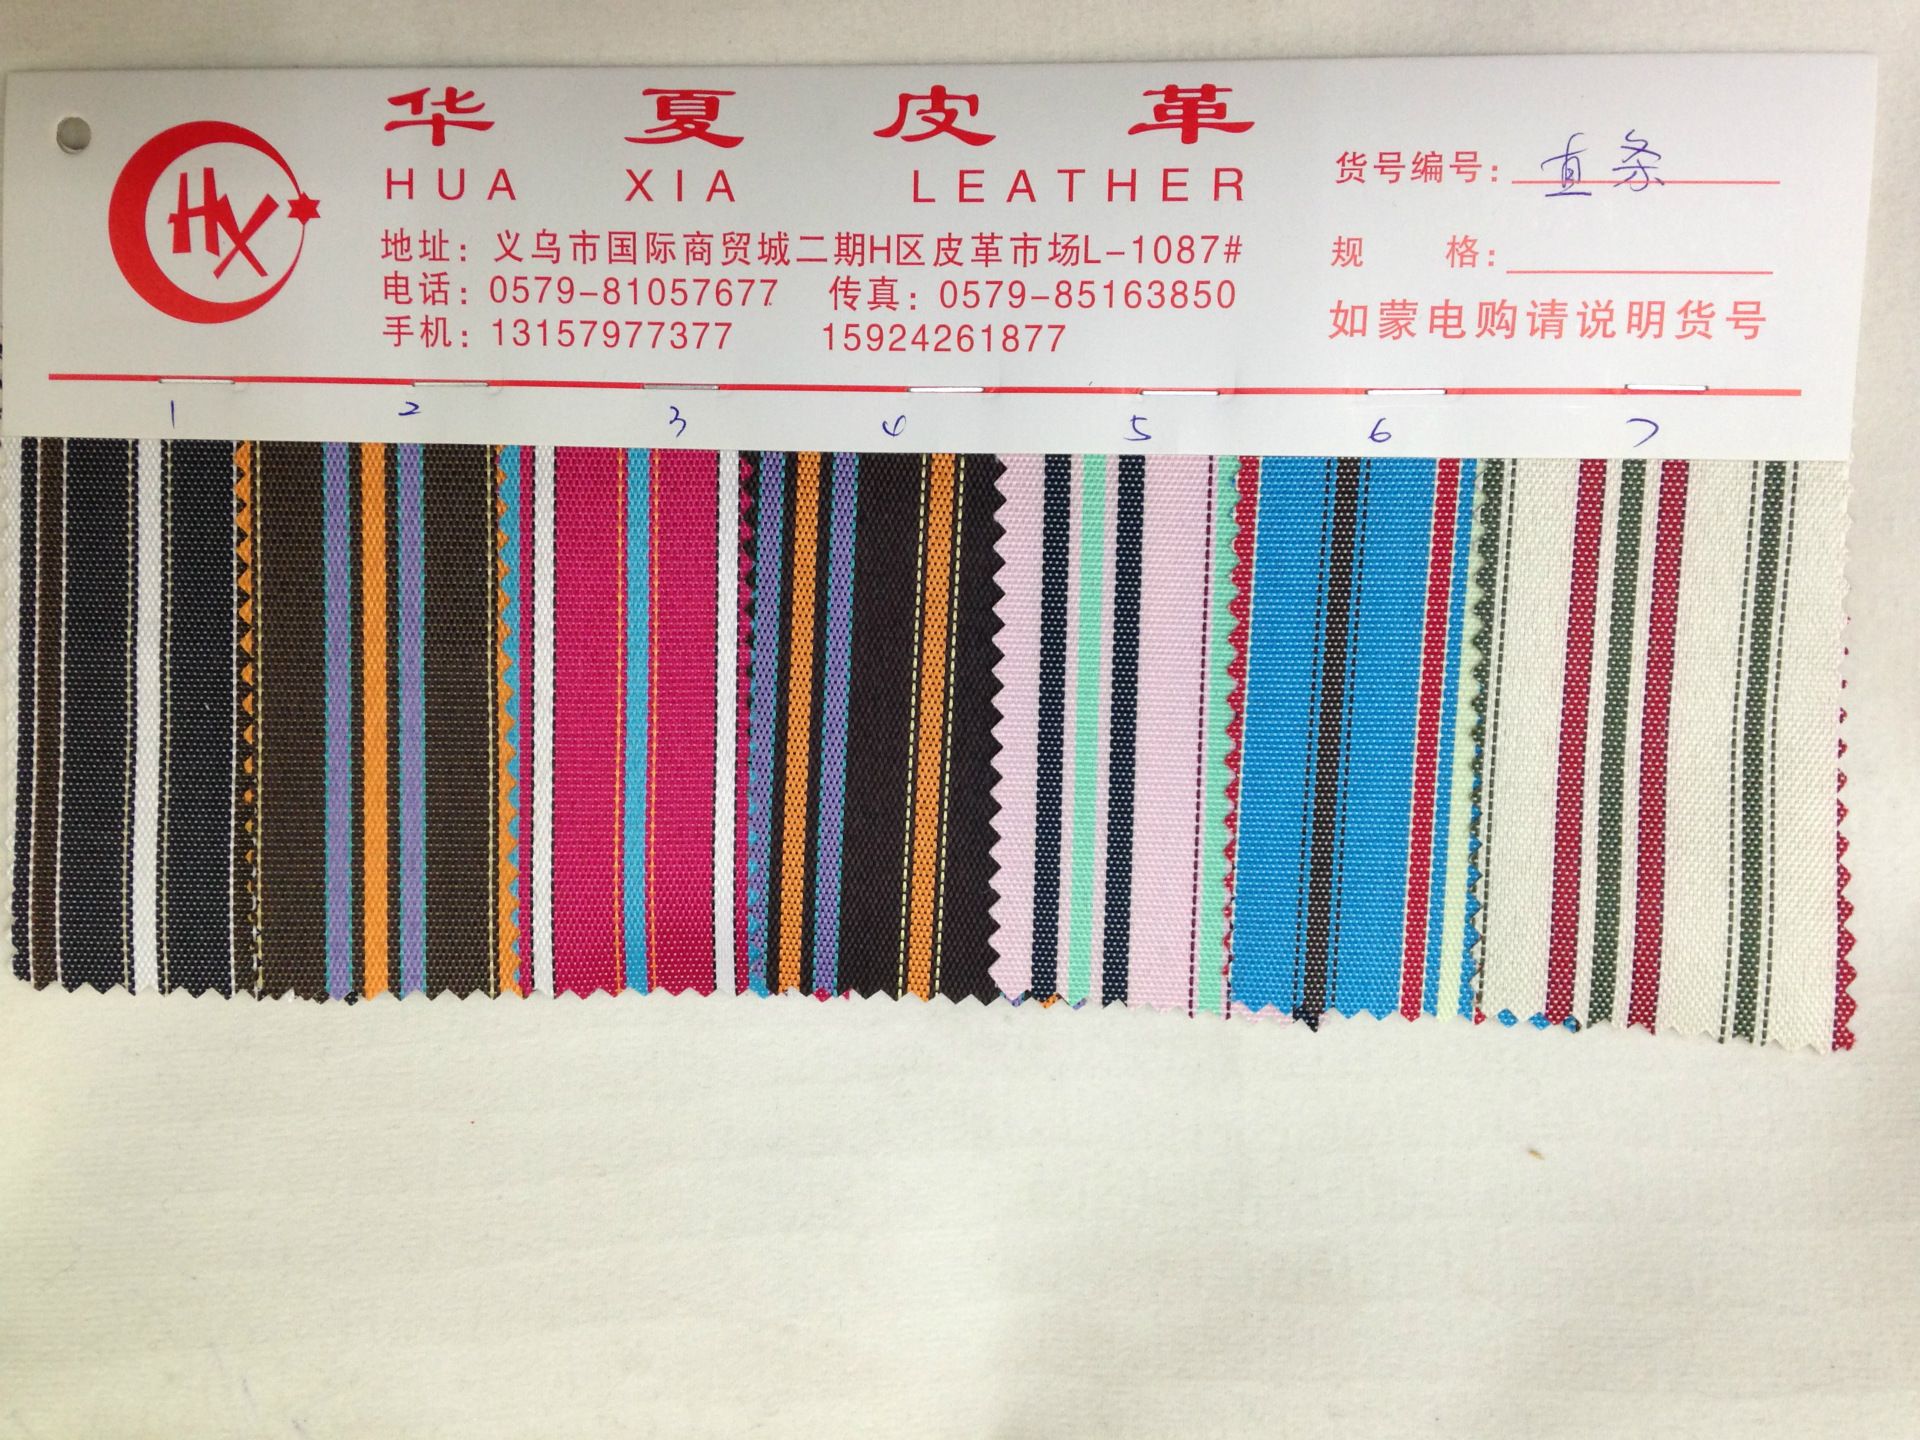 华夏皮革
HUA XIA LEATHER
HX
地址：义乌市国际商贸城二期H区皮革市场L-1087#
电话：0579-81057677 传真：0579-85163850
手机：13157977377 15924261877
货号编号：直条
规 格：
如蒙电购请说明货号
1 2 3 4 5 6 7